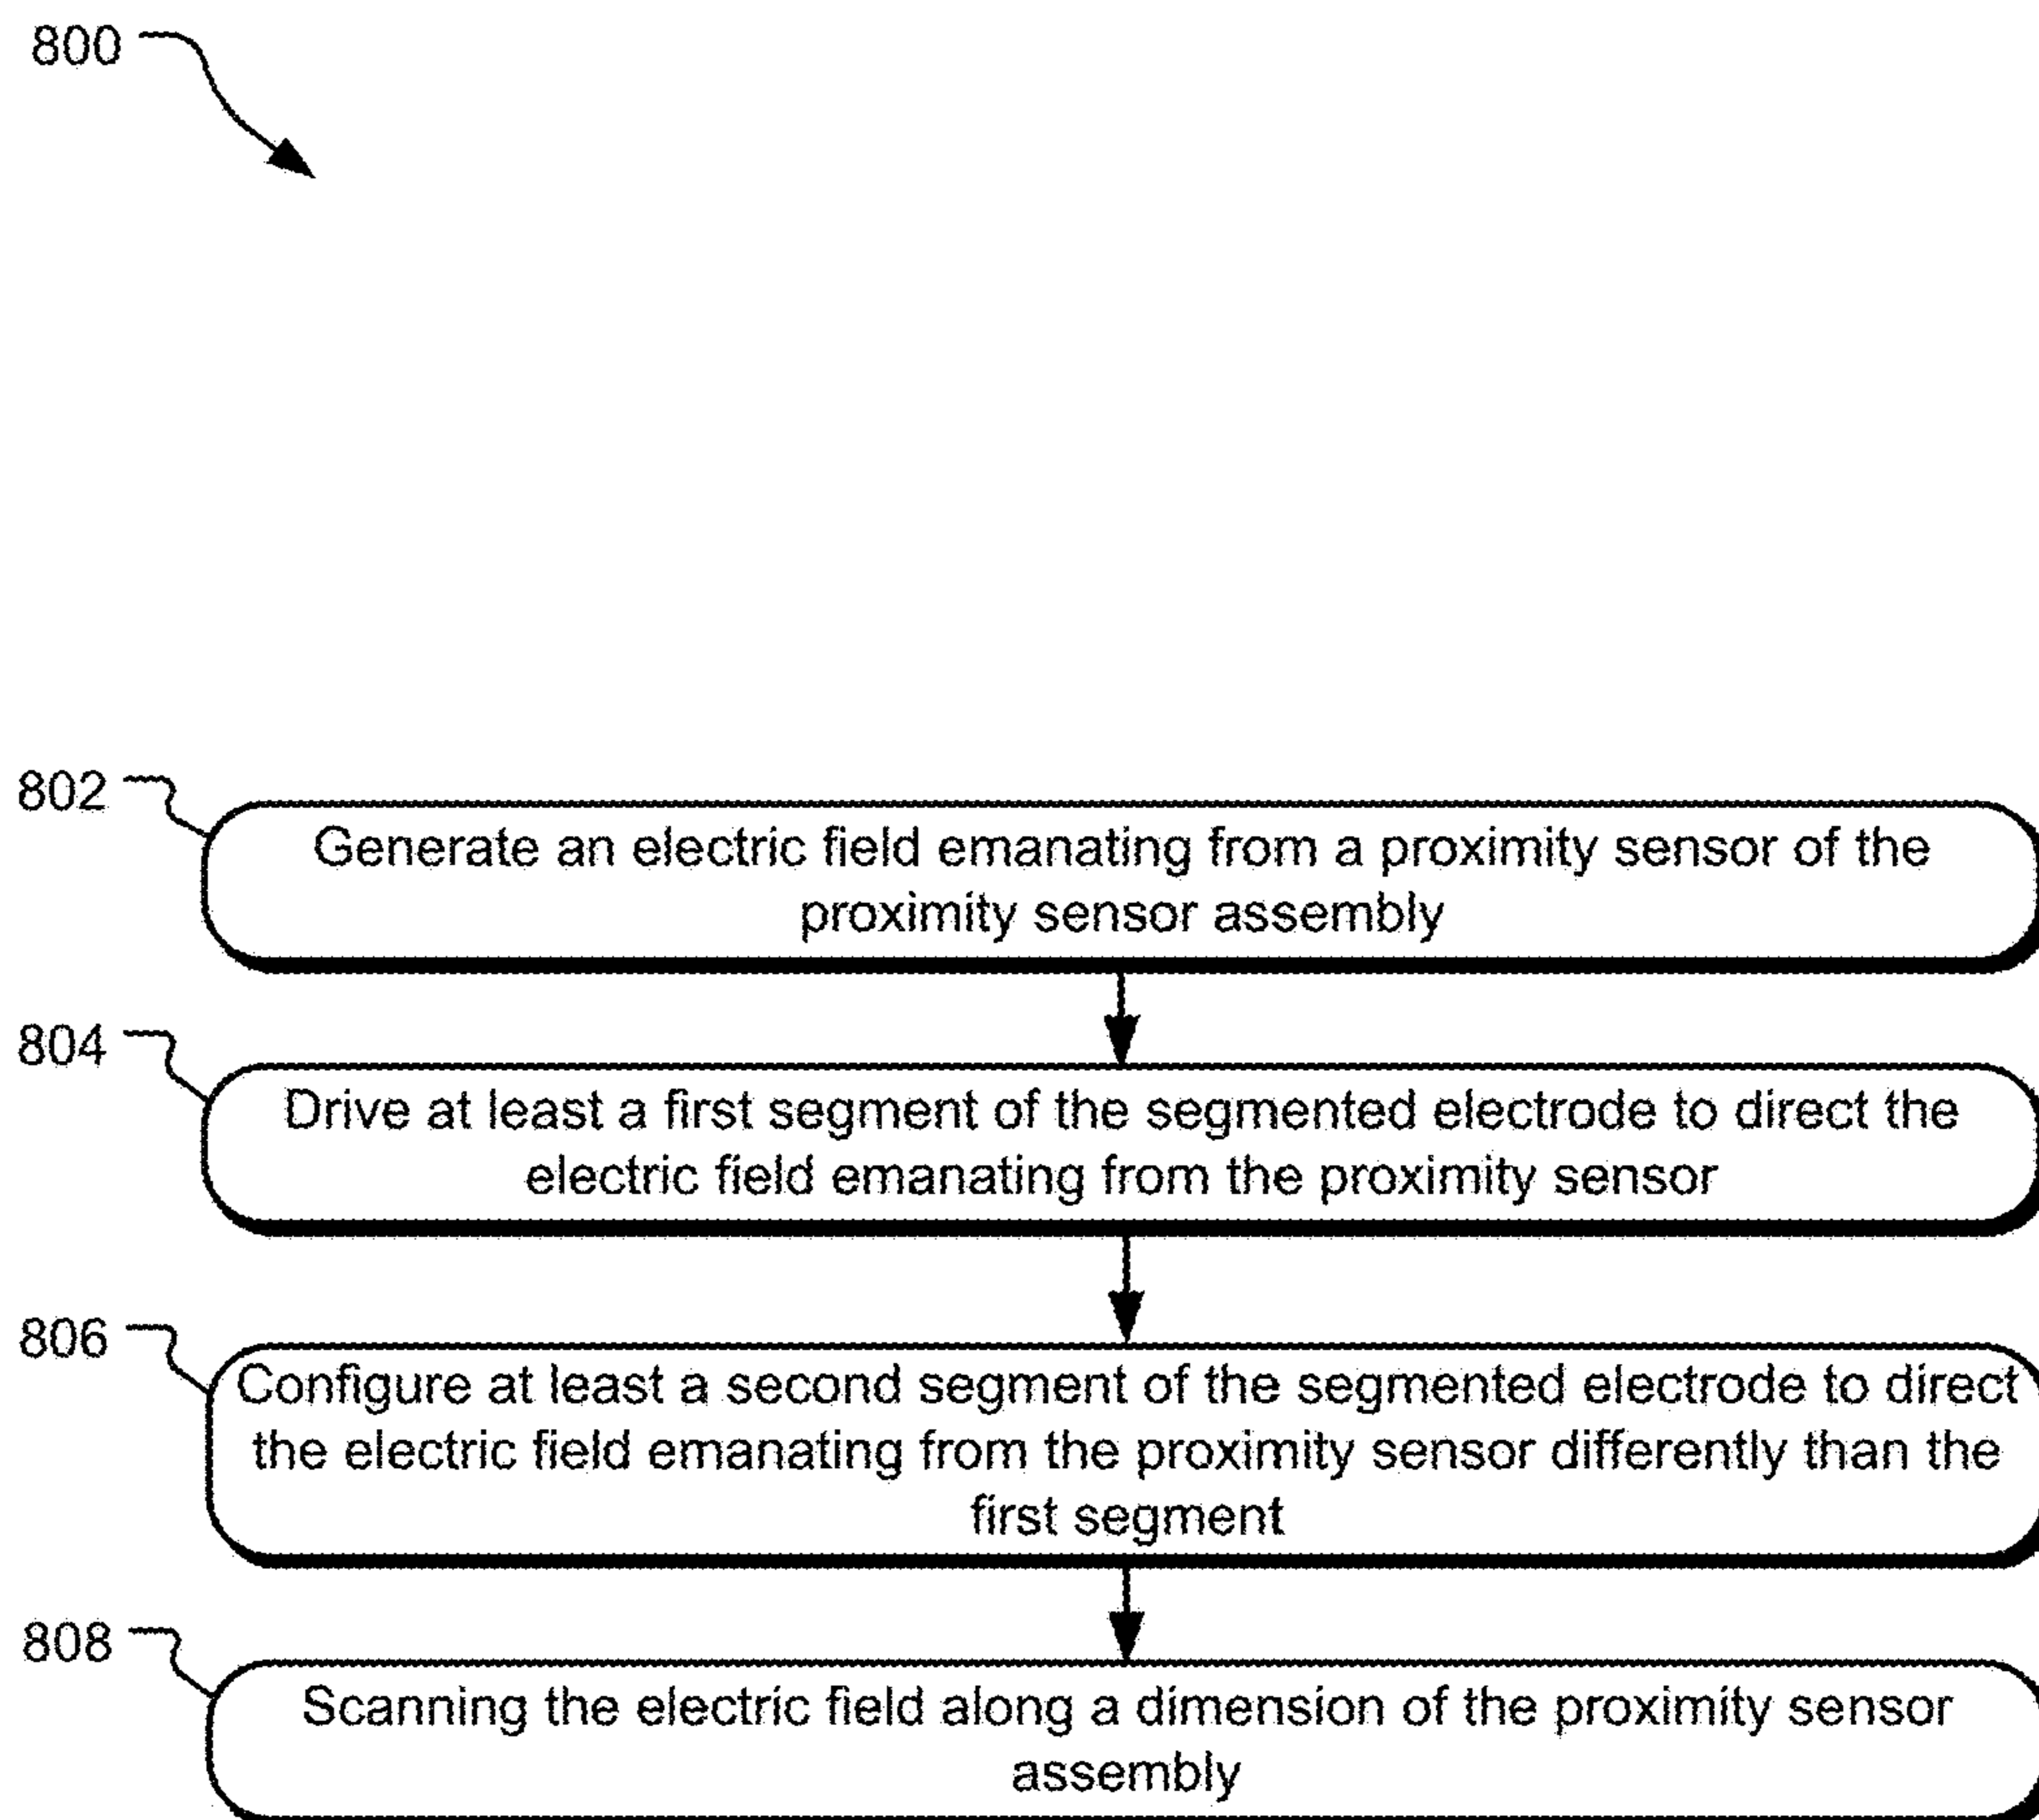 800
802
Generate an electric field emanating from a proximity sensor of the
proximity sensor assembly
804
Drive at least a first segment of the segmented electrode to direct the
electric field emanating from the proximity sensor
806
Configure at least a second segment of the segmented electrode to direct
the electric field emanating from the proximity sensor differently than the
first segment
808
Scanning the electric field along a dimension of the proximity sensor
assembly